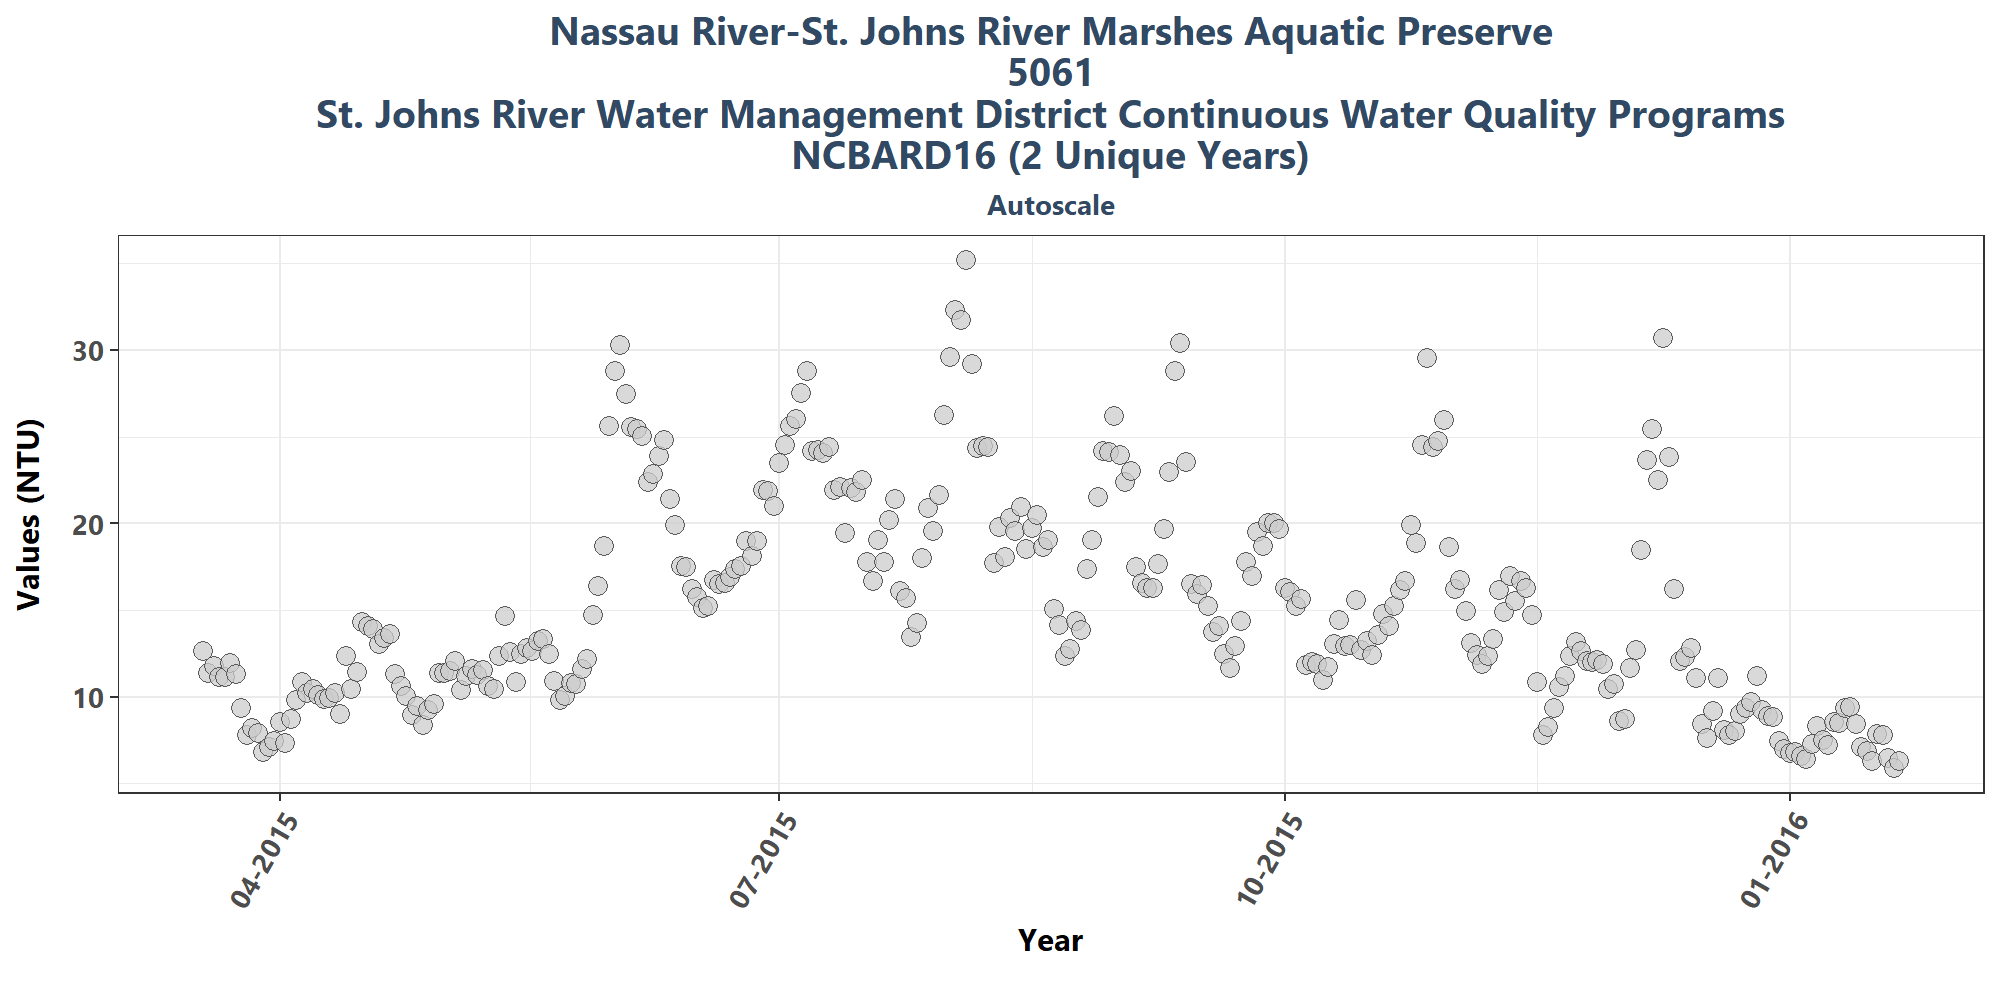 Nassau River-St. Johns River Marshes Aquatic Preserve
5061
St. Johns River Water Management District Continuous Water Quality Programs
NCBARD16 (2 Unique Years)
Autoscale
Values (NTU)
30
20
10
04-2015
07-2015
10-2015
01-2016
Year